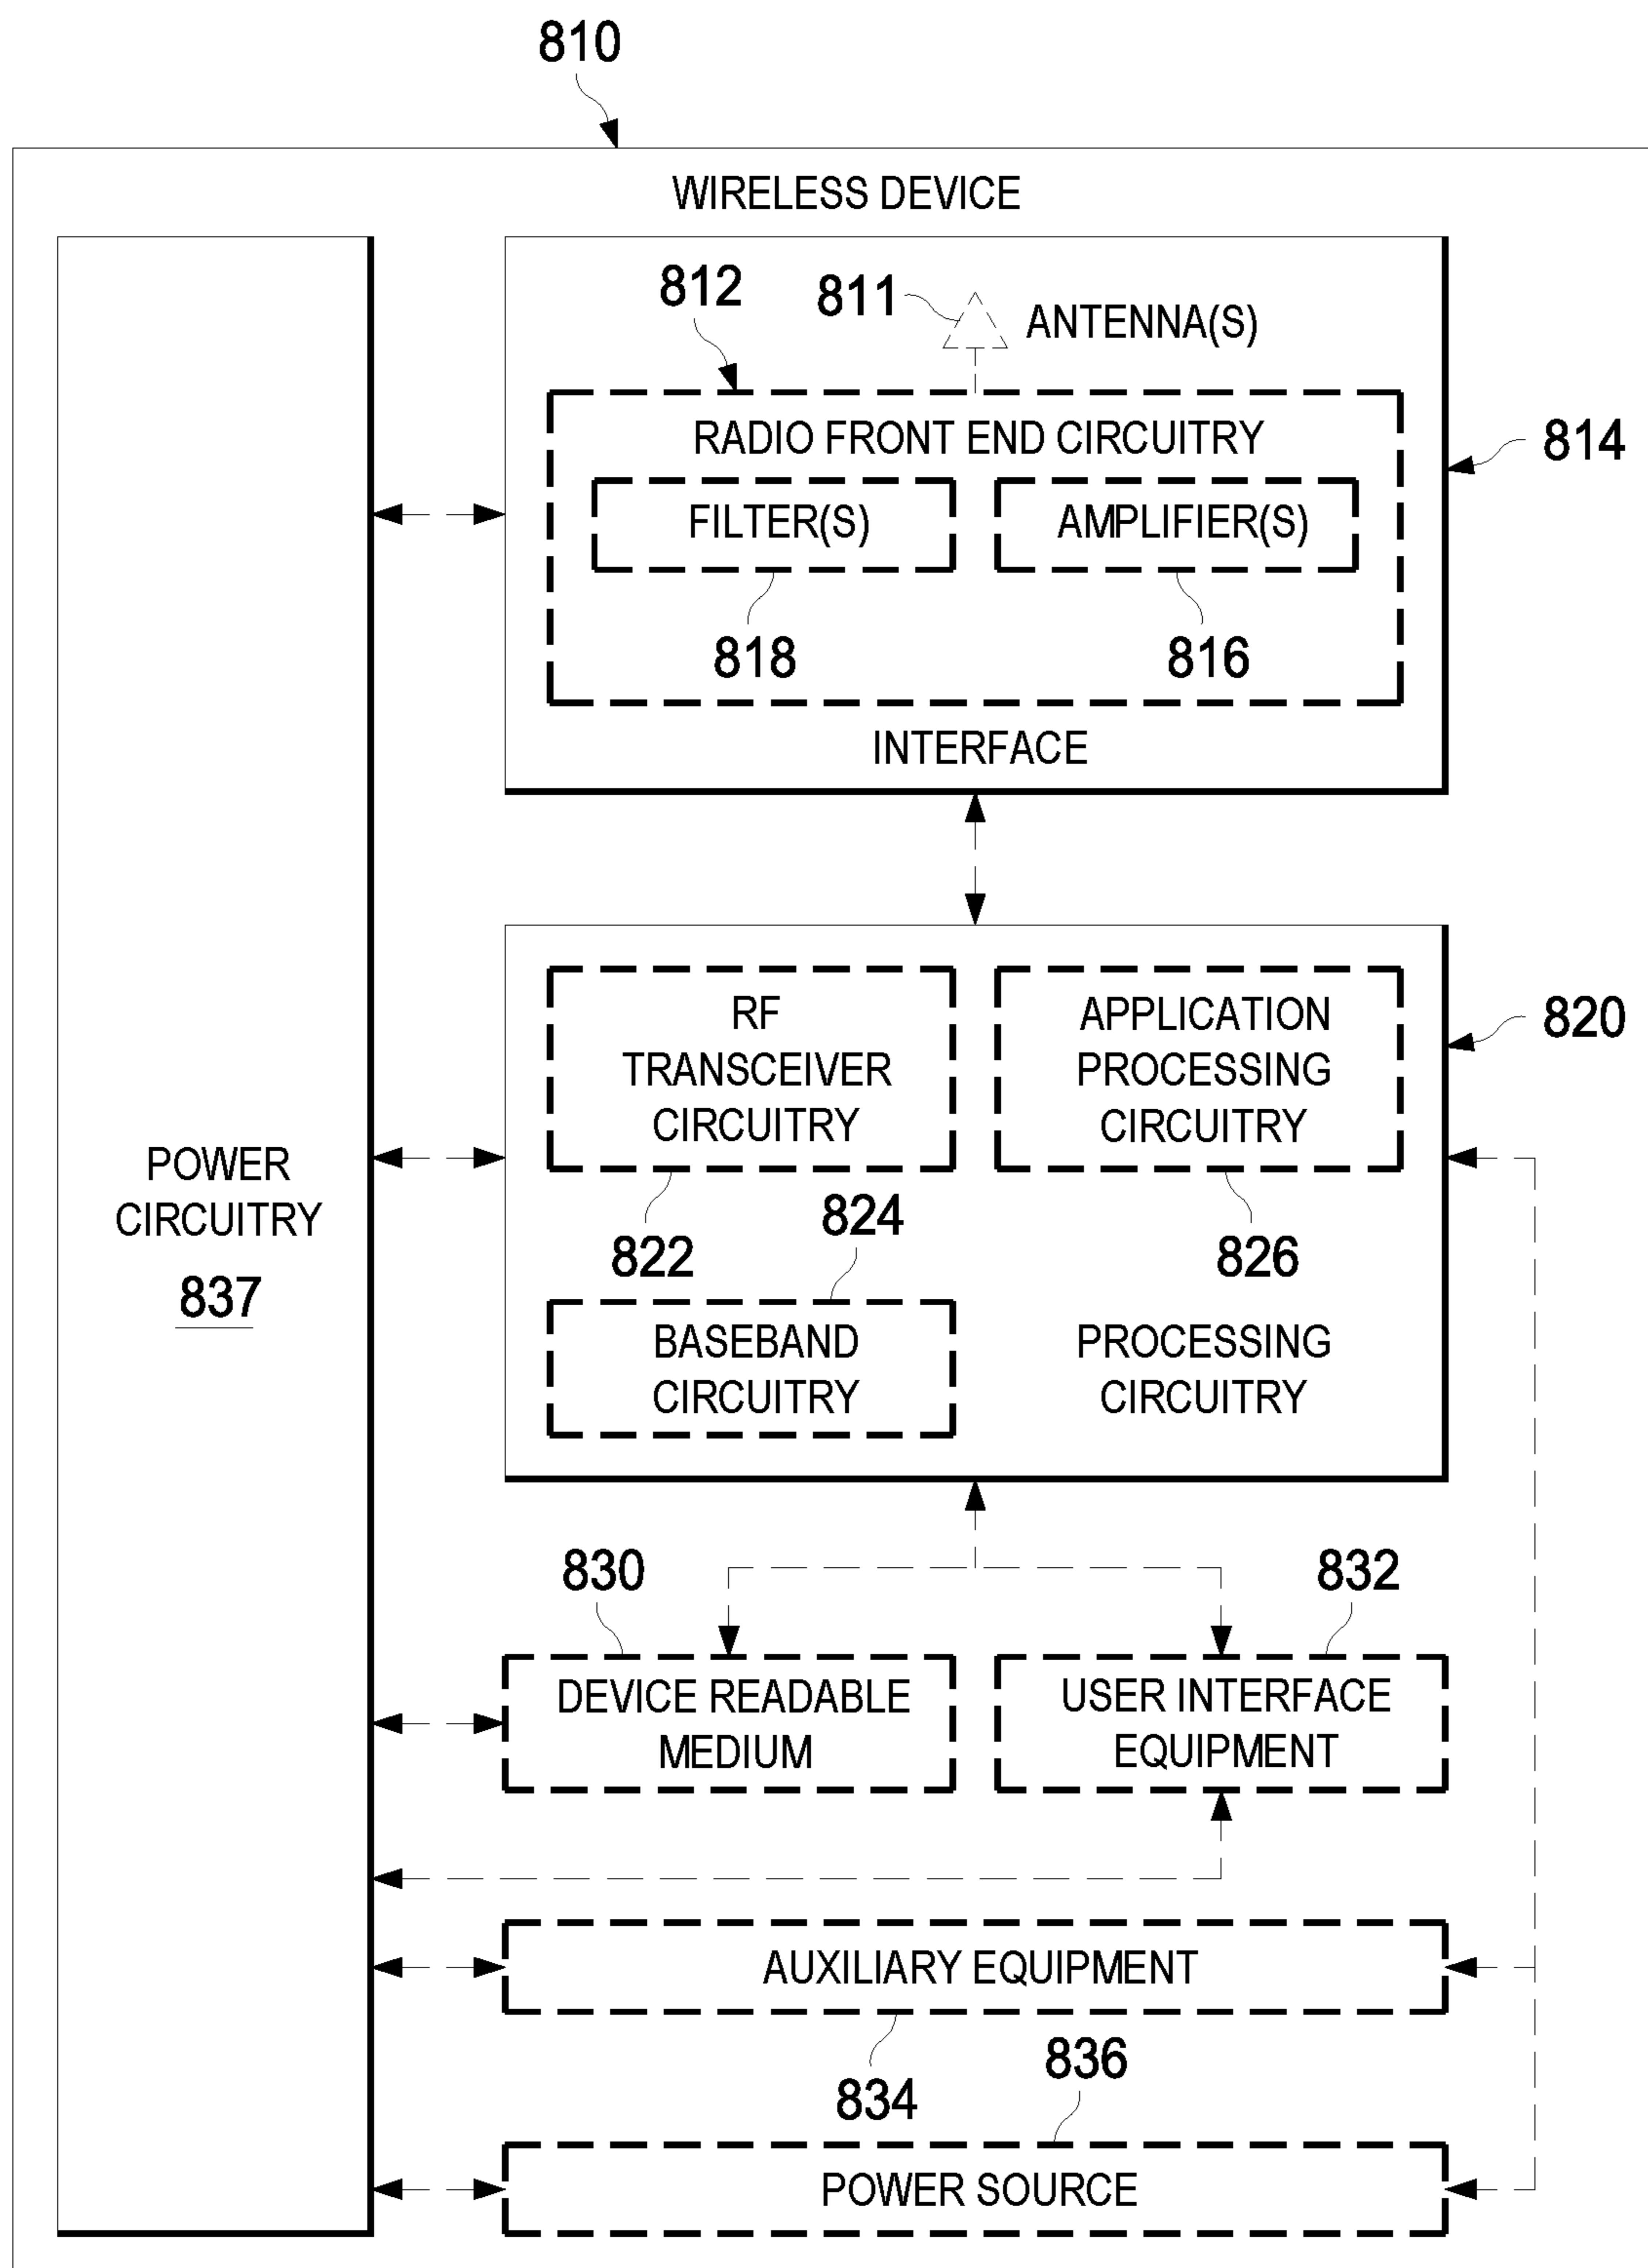 810
WIRELESS DEVICE
812
811
ANTENNA(S)
RADIO FRONT END CIRCUITRY
814
FILTER(S)
AMPLIFIER(S)
818
816
INTERFACE
RF
TRANSCEIVER
CIRCUITRY
APPLICATION
PROCESSING
CIRCUITRY
820
822
824
826
POWER
CIRCUITRY
837
BASEBAND
CIRCUITRY
PROCESSING
CIRCUITRY
830
832
DEVICE READABLE
MEDIUM
USER INTERFACE
EQUIPMENT
AUXILIARY EQUIPMENT
834
836
POWER SOURCE